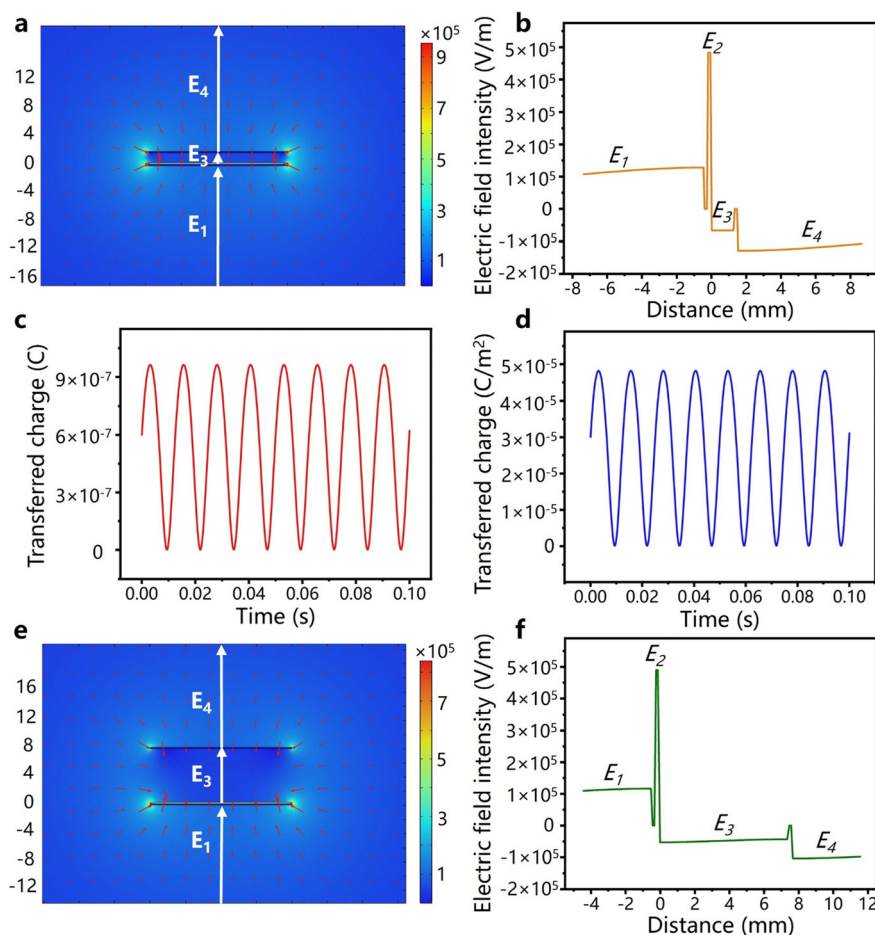 a
×10⁵
9
7
5
3
1
12
8
4
0
-4
-8
-12
-16
E₄
E₃
E₁
b
Electric field intensity (V/m)
5×10⁵
4×10⁵
3×10⁵
2×10⁵
1×10⁵
0
-1×10⁵
-2×10⁵
E₁
E₂
E₃
E₄
-8 -6 -4 -2 0 2 4 6 8
Distance (mm)
c
Transferred charge (C)
9×10⁻⁷
6×10⁻⁷
3×10⁻⁷
0
0.00 0.02 0.04 0.06 0.08 0.10
Time (s)
d
Transferred charge (C/m²)
5×10⁻⁵
4×10⁻⁵
3×10⁻⁵
2×10⁻⁵
1×10⁻⁵
0
0.00 0.02 0.04 0.06 0.08 0.10
Time (s)
e
×10⁵
7
5
3
1
16
12
8
4
0
-4
-8
-12
E₄
E₃
E₁
f
Electric field intensity (V/m)
5×10⁵
4×10⁵
3×10⁵
2×10⁵
1×10⁵
0
-1×10⁵
-2×10⁵
E₂
E₁
E₃
E₄
-4 -2 0 2 4 6 8 10 12
Distance (mm)